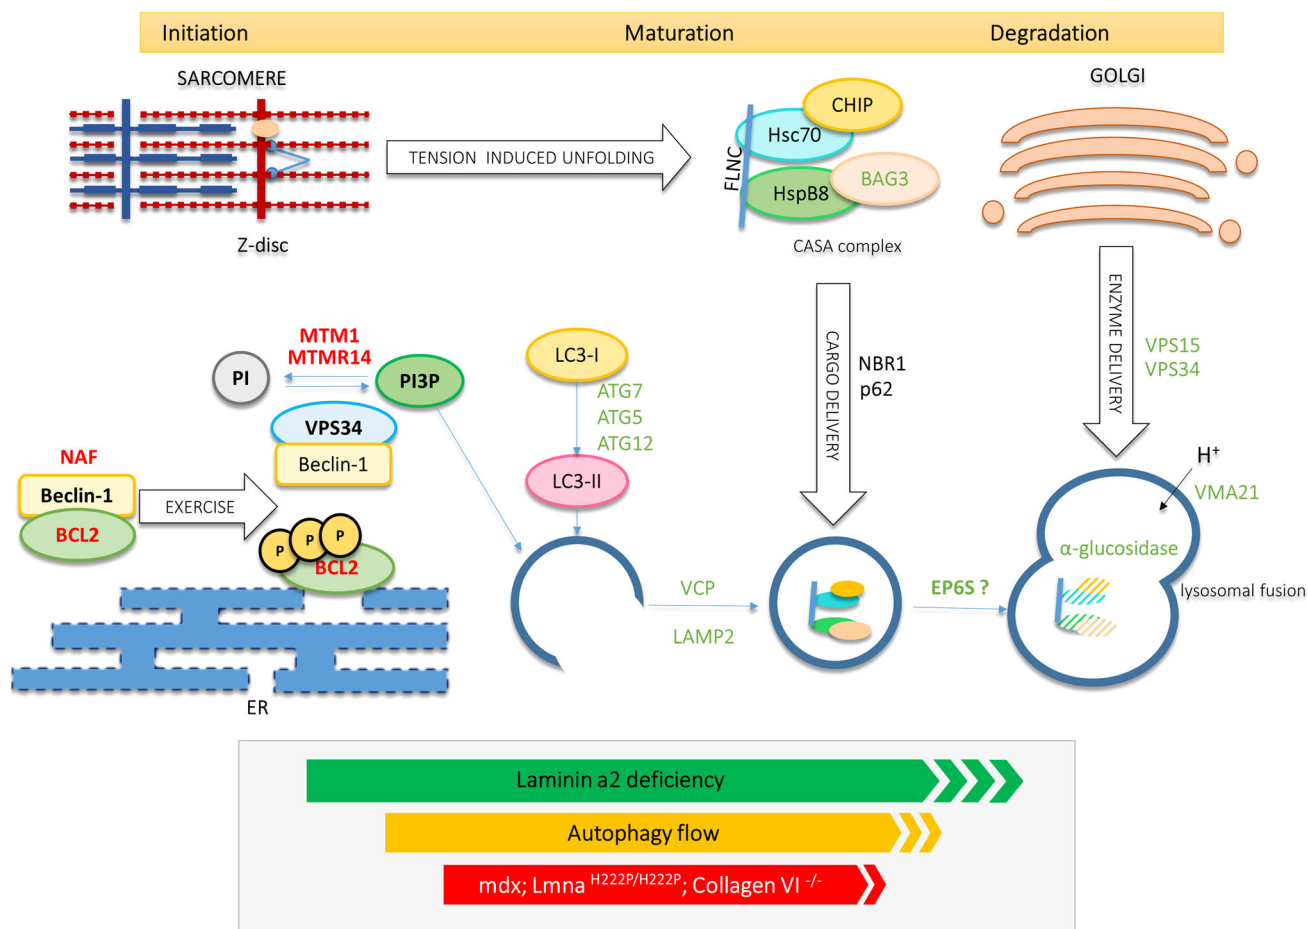 Initiation
Maturation
Degradation
SARCOMERE
Z-disc
TENSION INDUCED UNFOLDING
FLNC
CHIP
Hsc70
HspB8
BAG3
CASA complex
GOLGI
MTM1
MTMR14
PI
PI3P
VPS34
Beclin-1
NAF
Beclin-1
BCL2
EXERCISE
P
P
P
BCL2
ER
LC3-I
ATG7
ATG5
ATG12
LC3-II
CARGO DELIVERY
NBR1
p62
ENZYME DELIVERY
VPS15
VPS34
H⁺
VMA21
α-glucosidase
lysosomal fusion
VCP
LAMP2
EP6S ?
Laminin a2 deficiency
Autophagy flow
mdx; Lmna H222P/H222P; Collagen VI -/-